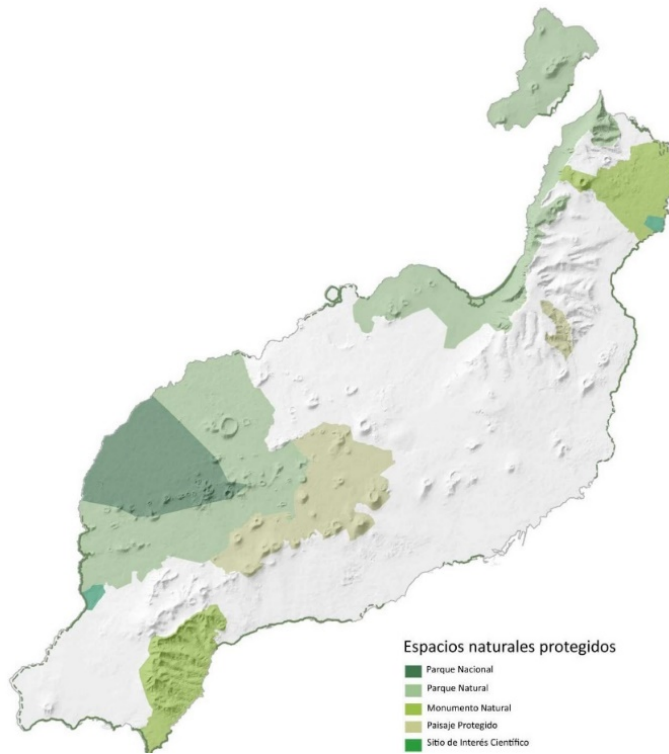 Espacios naturales protegidos
Parque Nacional
Parque Natural
Monumento Natural
Paisaje Protegido
Sitio de Interés Científico